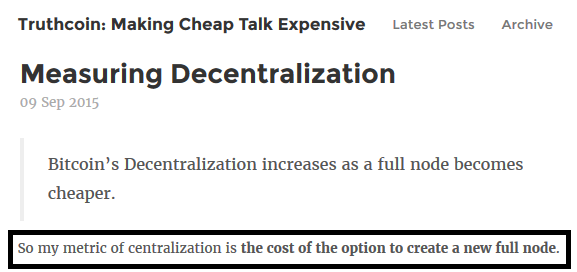 Truthcoin: Making Cheap Talk Expensive Latest Posts Archive
Measuring Decentralization
09 Sep 2015
Bitcoin’s Decentralization increases as a full node becomes
cheaper.
So my metric of centralization is the cost of the option to create a new full node.